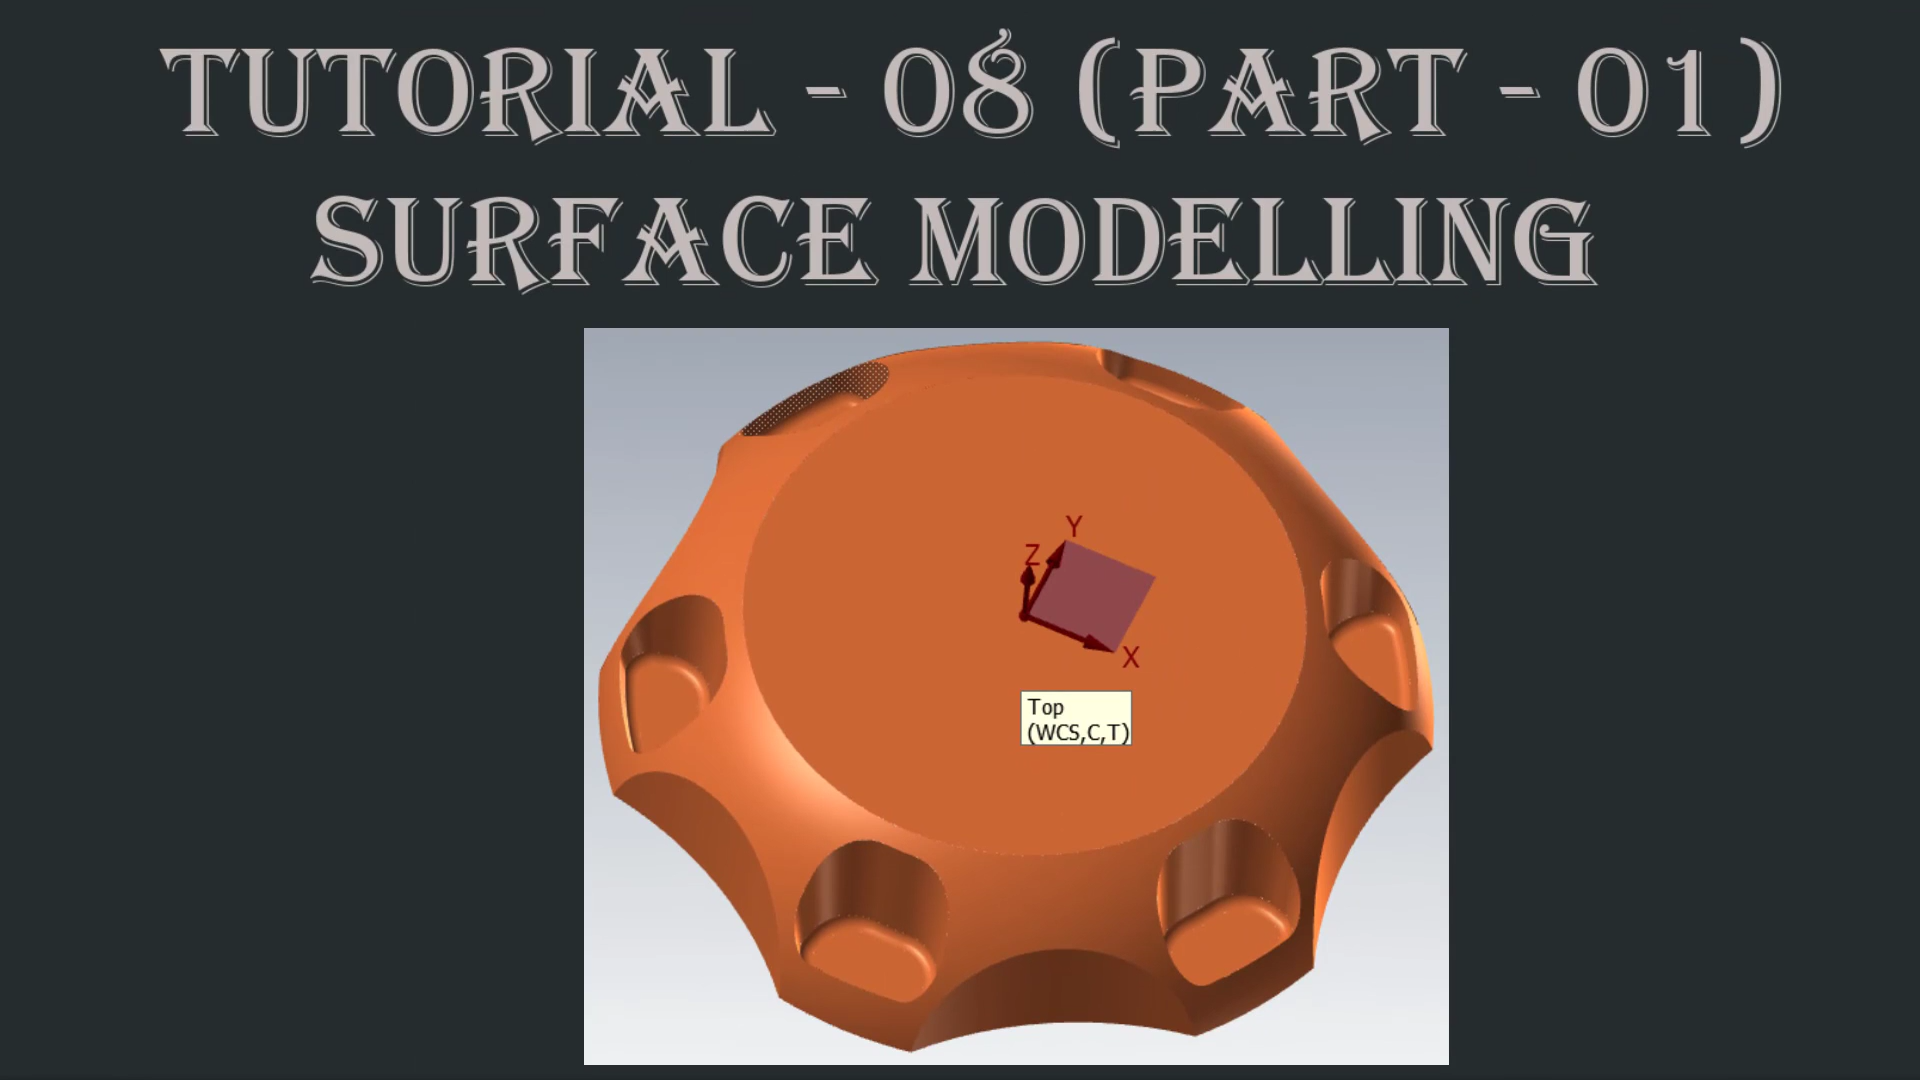 TUTORIAL - 08 (PART - 01)
SURFACE MODELLING
Y
Z
X
Top
(WCS,C,T)